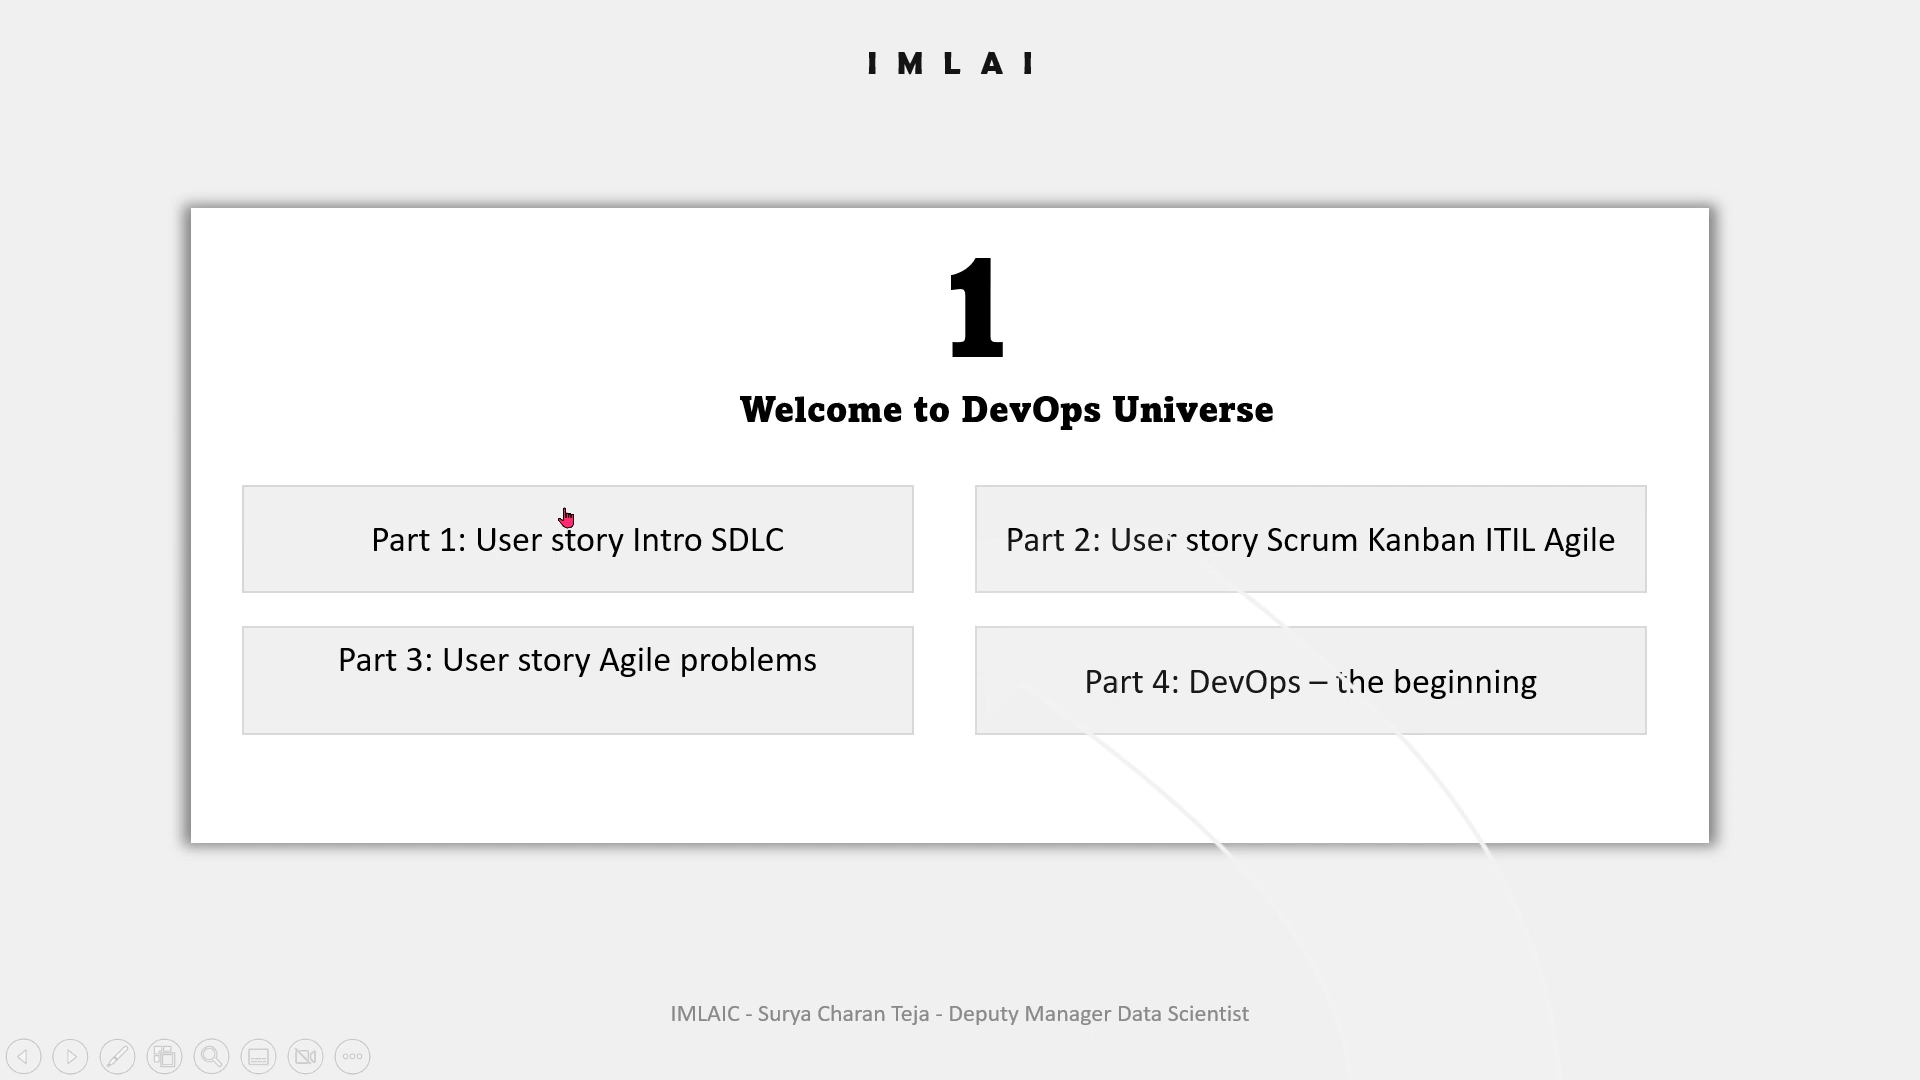 IMLAI
1
Welcome to DevOps Universe
Part 1: User story Intro SDLC
Part 2: User story Scrum Kanban ITIL Agile
Part 3: User story Agile problems
Part 4: DevOps – the beginning
IMLAIC - Surya Charan Teja - Deputy Manager Data Scientist